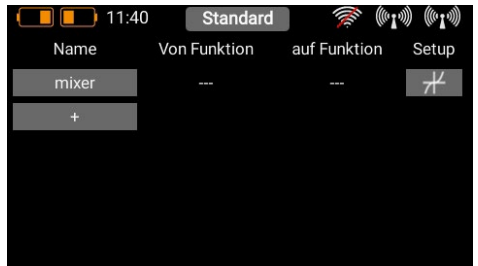 11:40 Standard
Name Von Funktion auf Funktion Setup
mixer --- ---
+